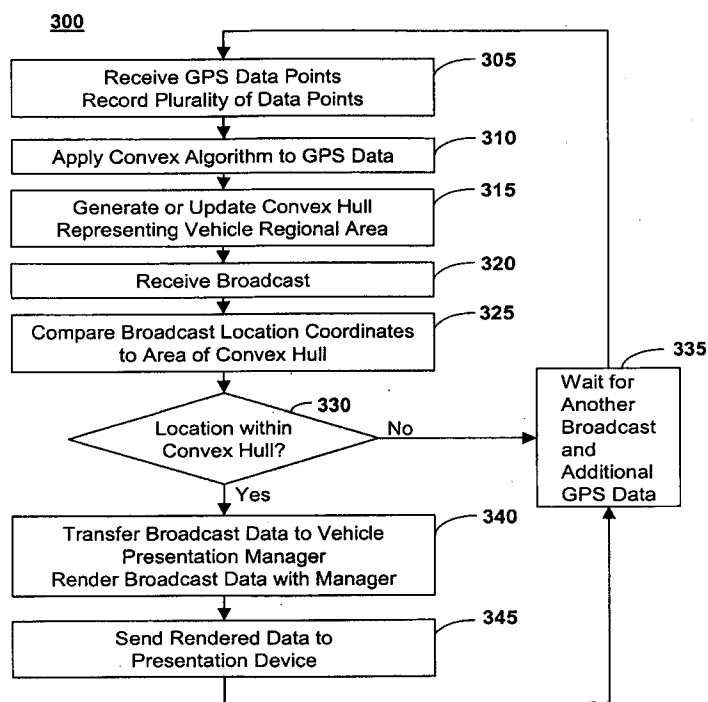 300
Receive GPS Data Points
Record Plurality of Data Points
305
Apply Convex Algorithm to GPS Data
310
Generate or Update Convex Hull
Representing Vehicle Regional Area
315
Receive Broadcast
320
Compare Broadcast Location Coordinates
to Area of Convex Hull
325
Location within
Convex Hull?
330
No
Yes
335
Wait for
Another
Broadcast
and
Additional
GPS Data
Transfer Broadcast Data to Vehicle
Presentation Manager
Render Broadcast Data with Manager
340
Send Rendered Data to
Presentation Device
345